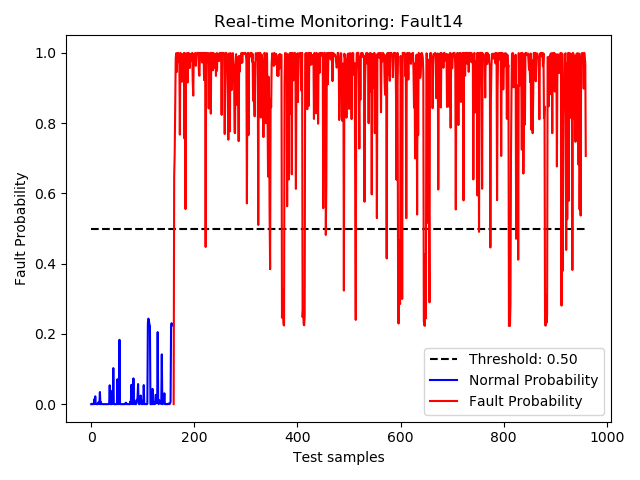 Real-time Monitoring: Fault14
Fault Probability
1.0
0.8
0.6
0.4
0.2
0.0
Threshold: 0.50
Normal Probability
Fault Probability
0
200
400
600
800
1000
Test samples